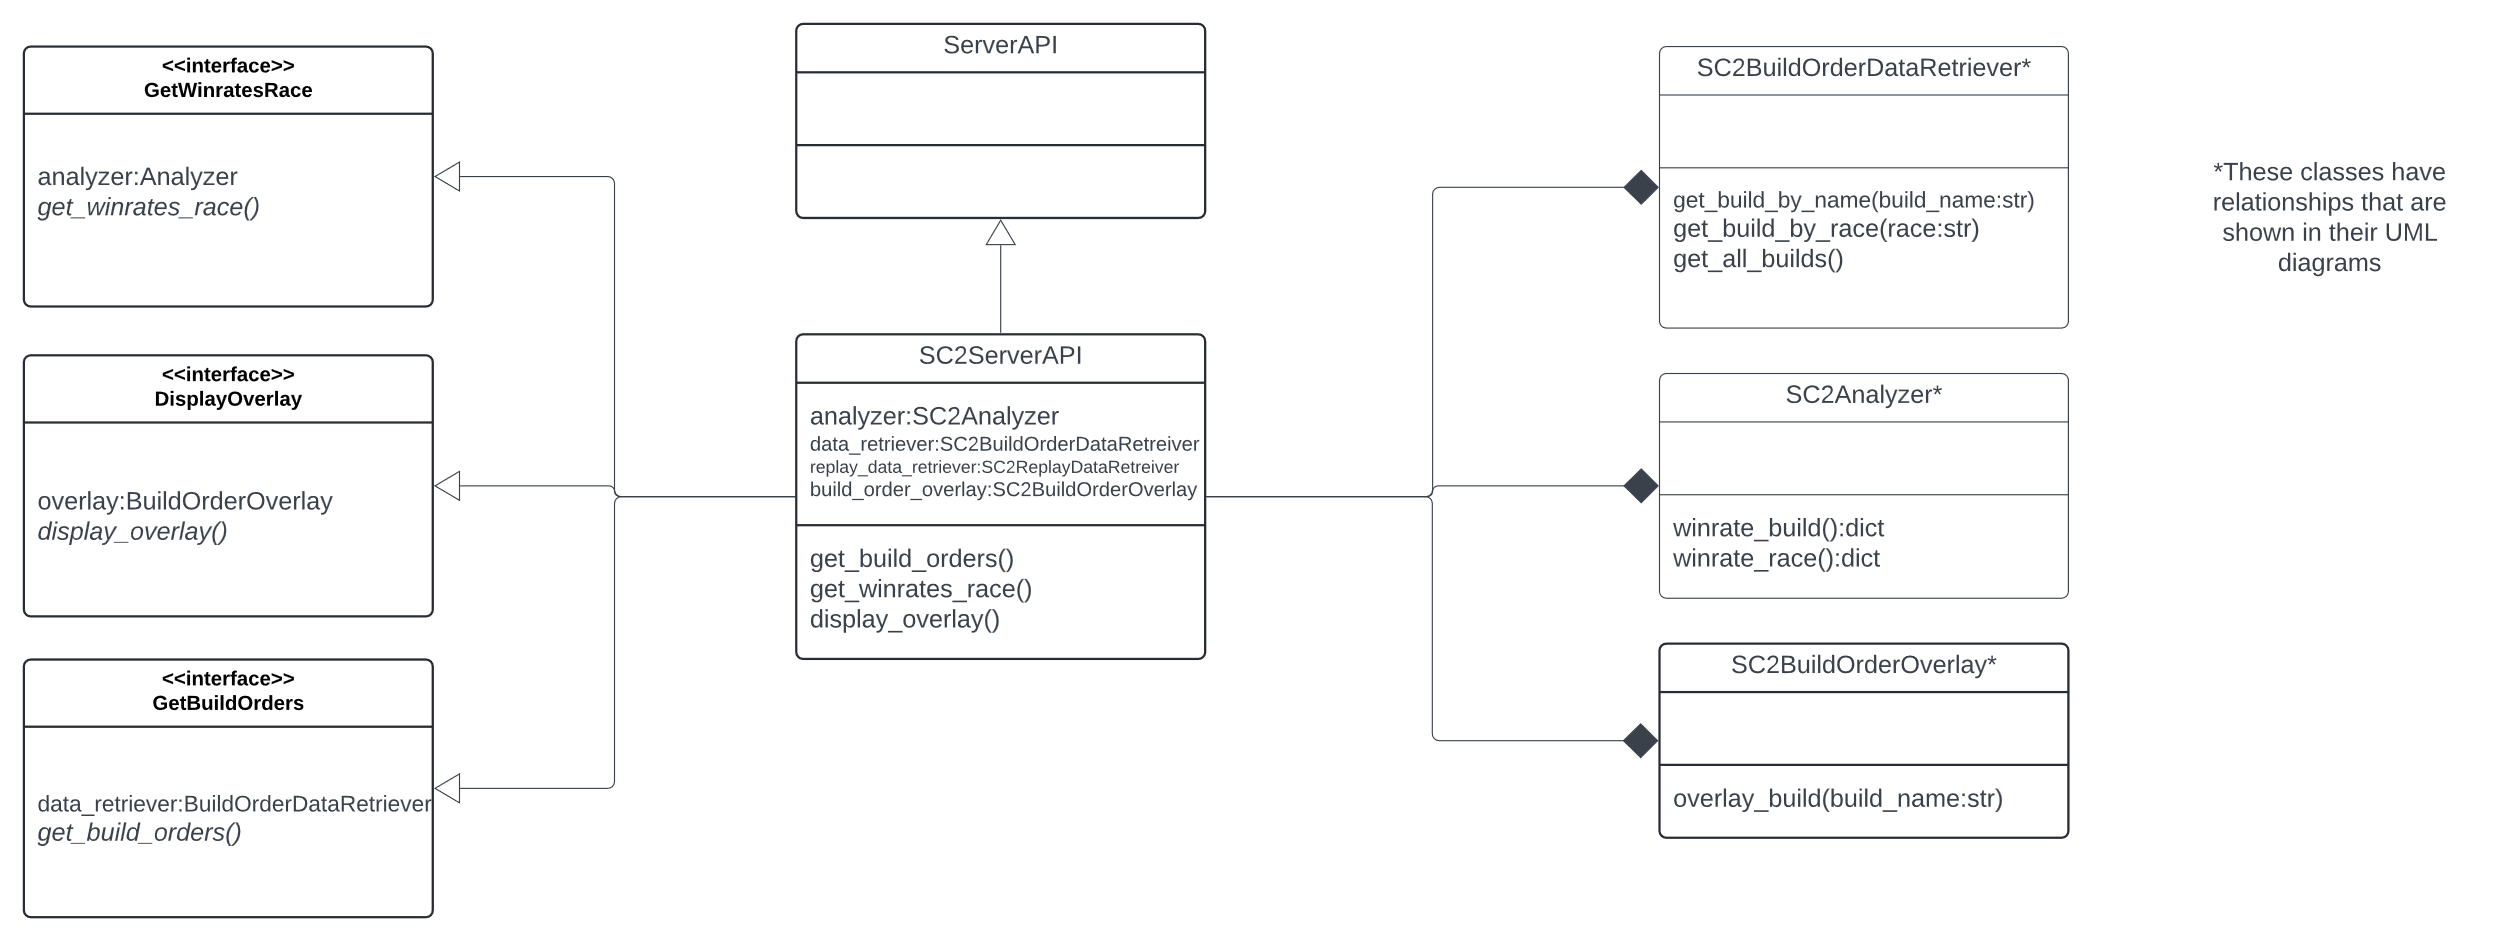 <<interface>>
GetWinratesRace
analyzer:Analyzer
get_winrates_race()
<<interface>>
DisplayOverlay
overlay:BuildOrderOverlay
display_overlay()
<<interface>>
GetBuildOrders
data_retriever:BuildOrderDataRetriever
get_build_orders()
ServerAPI
SC2ServerAPI
analyzer:SC2Analyzer
data_retriever:SC2BuildOrderDataRetreiver
replay_data_retriever:SC2ReplayDataRetreiver
build_order_overlay:SC2BuildOrderOverlay
get_build_orders()
get_winrates_race()
display_overlay()
SC2BuildOrderDataRetriever*
get_build_by_name(build_name:str)
get_build_by_race(race:str)
get_all_builds()
SC2Analyzer*
winrate_build():dict
winrate_race():dict
SC2BuildOrderOverlay*
overlay_build(build_name:str)
*These classes have
relationships that are
shown in their UML
diagrams